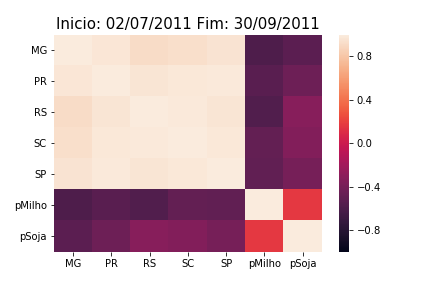 Inicio: 02/07/2011 Fim: 30/09/2011
MG
PR
RS
SC
SP
pMilho
pSoja
MG PR RS SC SP pMilho pSoja
0.8
0.4
0.0
−0.4
−0.8